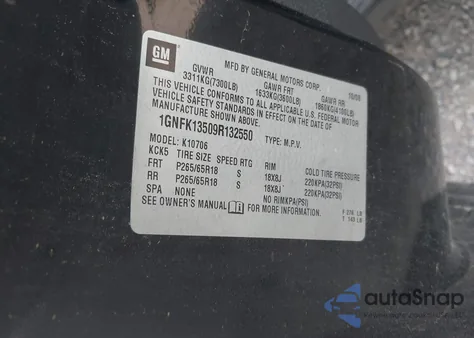 GM
MFD BY GENERAL MOTORS CORP.
GVWR GAWR FRT GAWR RR
3311KG(7300LB) 1633KG(3600LB) 1860KG(4100LB)
THIS VEHICLE CONFORMS TO ALL APPLICABLE U.S. FEDERAL MOTOR
VEHICLE SAFETY STANDARDS IN EFFECT ON THE DATE OF
MANUFACTURE SHOWN ABOVE.
1GNFK13509R132550 TYPE: M.P.V.
MODEL: K10706
KCK5 TIRE SIZE SPEED RTG RIM COLD TIRE PRESSURE
FRT P265/65R18 S 18X8J 220KPA(32PSI)
RR P265/65R18 S 18X8J 220KPA(32PSI)
SPA NONE NO RIMKPA(PSI)
SEE OWNER'S MANUAL FOR MORE INFORMATION.
autoSnap